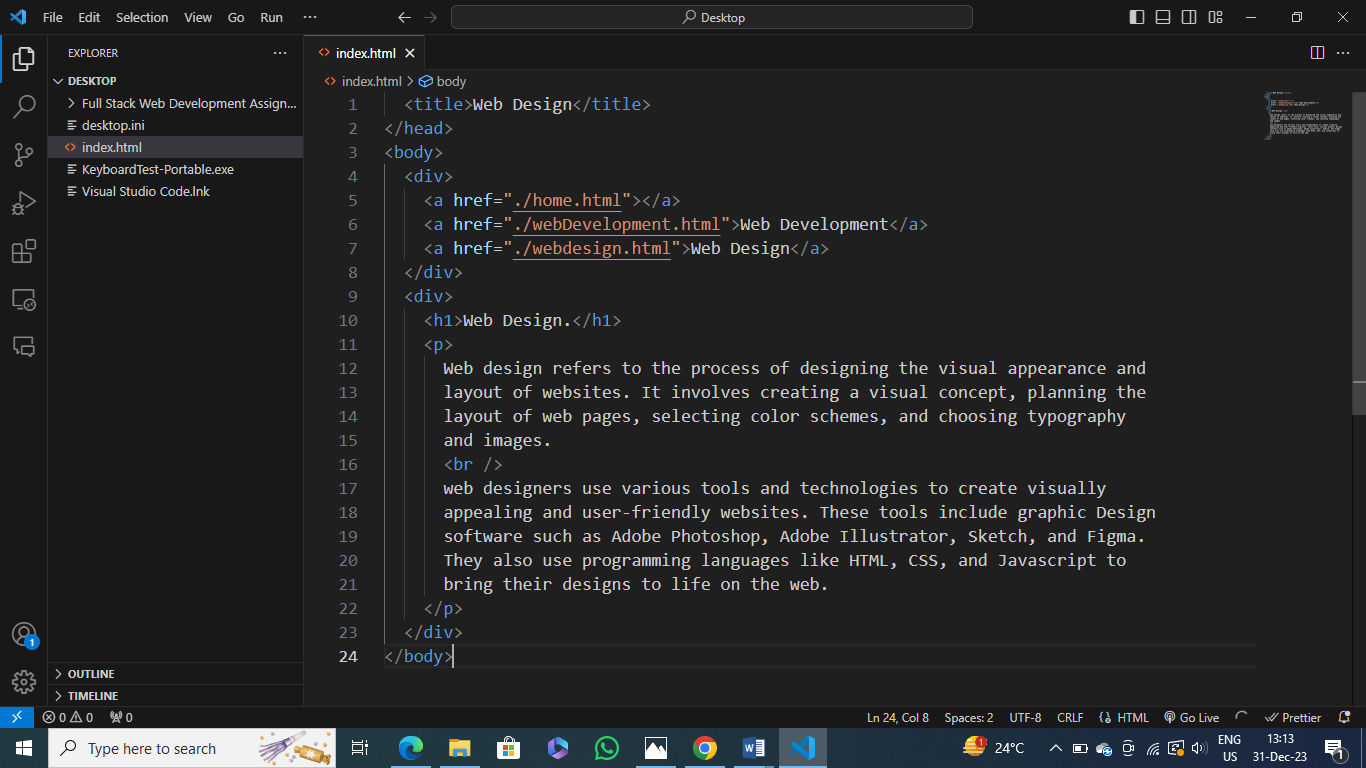 File Edit Selection View Go Run ···
Desktop
EXPLORER ···
DESKTOP
Full Stack Web Development Assign...
desktop.ini
index.html
KeyboardTest-Portable.exe
Visual Studio Code.lnk
OUTLINE
TIMELINE
1
index.html
index.html > body
1 <title>Web Design</title>
2 </head>
3 <body>
4 <div>
5 <a href="./home.html"></a>
6 <a href="./webDevelopment.html">Web Development</a>
7 <a href="./webdesign.html">Web Design</a>
8 </div>
9 <div>
10 <h1>Web Design.</h1>
11 <p>
12 Web design refers to the process of designing the visual appearance and
13 layout of websites. It involves creating a visual concept, planning the
14 layout of web pages, selecting color schemes, and choosing typography
15 and images.
16 <br />
17 web designers use various tools and technologies to create visually
18 appealing and user-friendly websites. These tools include graphic Design
19 software such as Adobe Photoshop, Adobe Illustrator, Sketch, and Figma.
20 They also use programming languages like HTML, CSS, and Javascript to
21 bring their designs to life on the web.
22 </p>
23 </div>
24 </body>
0 0 0 Ln 24, Col 8 Spaces: 2 UTF-8 CRLF {} HTML Go Live Prettier
Type here to search
W
1
24°C
ENG
US
13:13
31-Dec-23
1